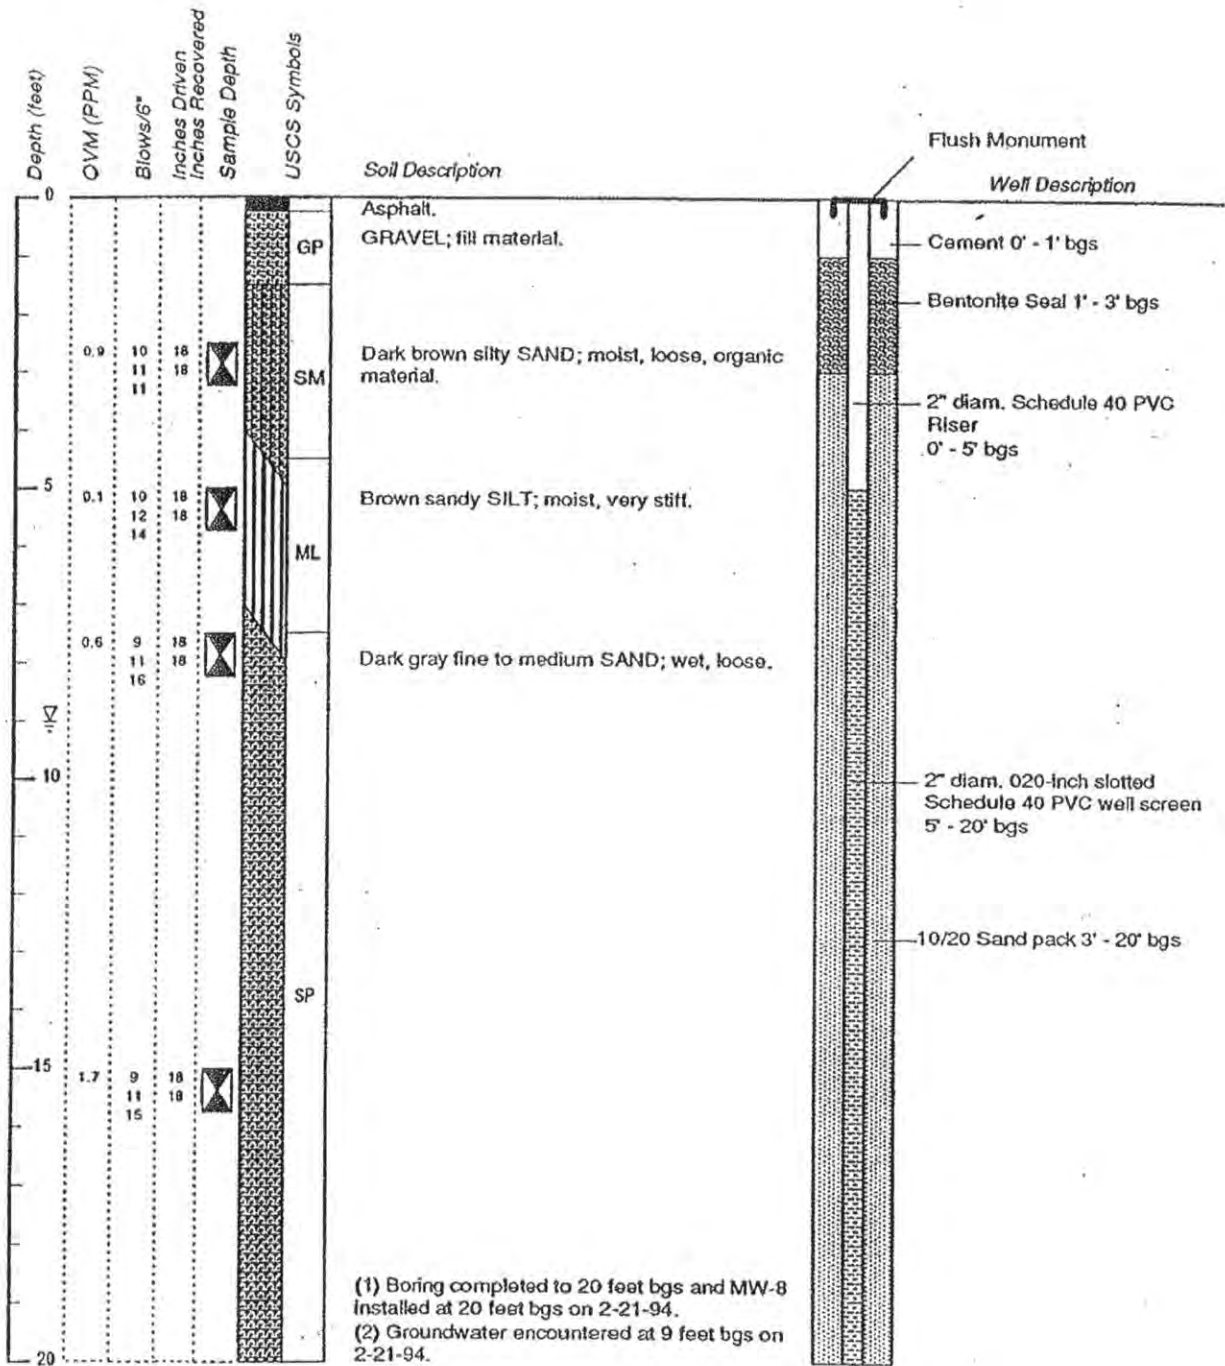 Depth (feet)
OVM (PPM)
Blows/6"
Inches Driven
Inches Recovered
Sample Depth
USCS Symbols
Soil Description
Flush Monument
Well Description
0
Asphalt.
GP
GRAVEL; fill material.
Cement 0' - 1' bgs
Bentonite Seal 1' - 3' bgs
0.9 10 18
11 18
11
SM
Dark brown silty SAND; moist, loose, organic
material.
2" diam. Schedule 40 PVC
Riser
0' - 5' bgs
5
0.1 10 18
12 18
14
Brown sandy SILT; moist, very stiff.
ML
0.6 9 18
11 18
16
Dark gray fine to medium SAND; wet, loose.
10
2" diam. 020-inch slotted
Schedule 40 PVC well screen
5' - 20' bgs
10/20 Sand pack 3' - 20' bgs
SP
15
1.7 9 18
11 18
15
(1) Boring completed to 20 feet bgs and MW-8
installed at 20 feet bgs on 2-21-94.
(2) Groundwater encountered at 9 feet bgs on
2-21-94.
20